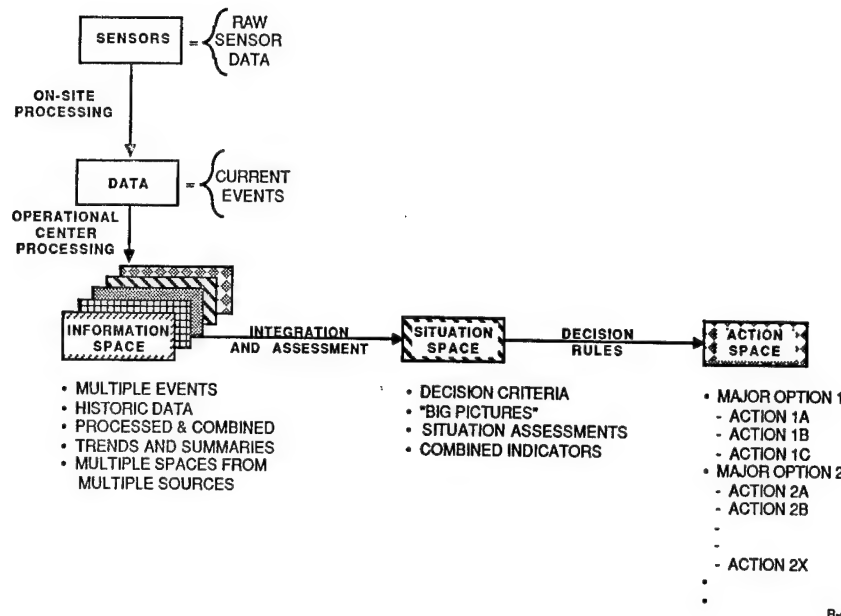 SENSORS = RAW SENSOR DATA
ON-SITE
PROCESSING
DATA = CURRENT EVENTS
OPERATIONAL
CENTER
PROCESSING
INFORMATION
SPACE
INTEGRATION
AND ASSESSMENT
SITUATION
SPACE
DECISION
RULES
ACTION
SPACE
• MULTIPLE EVENTS
• HISTORIC DATA
• PROCESSED & COMBINED
• TRENDS AND SUMMARIES
• MULTIPLE SPACES FROM
MULTIPLE SOURCES
• DECISION CRITERIA
• "BIG PICTURES"
• SITUATION ASSESSMENTS
• COMBINED INDICATORS
• MAJOR OPTION 1
- ACTION 1A
- ACTION 1B
- ACTION 1C
• MAJOR OPTION 2
- ACTION 2A
- ACTION 2B
-
-
- ACTION 2X
•
•